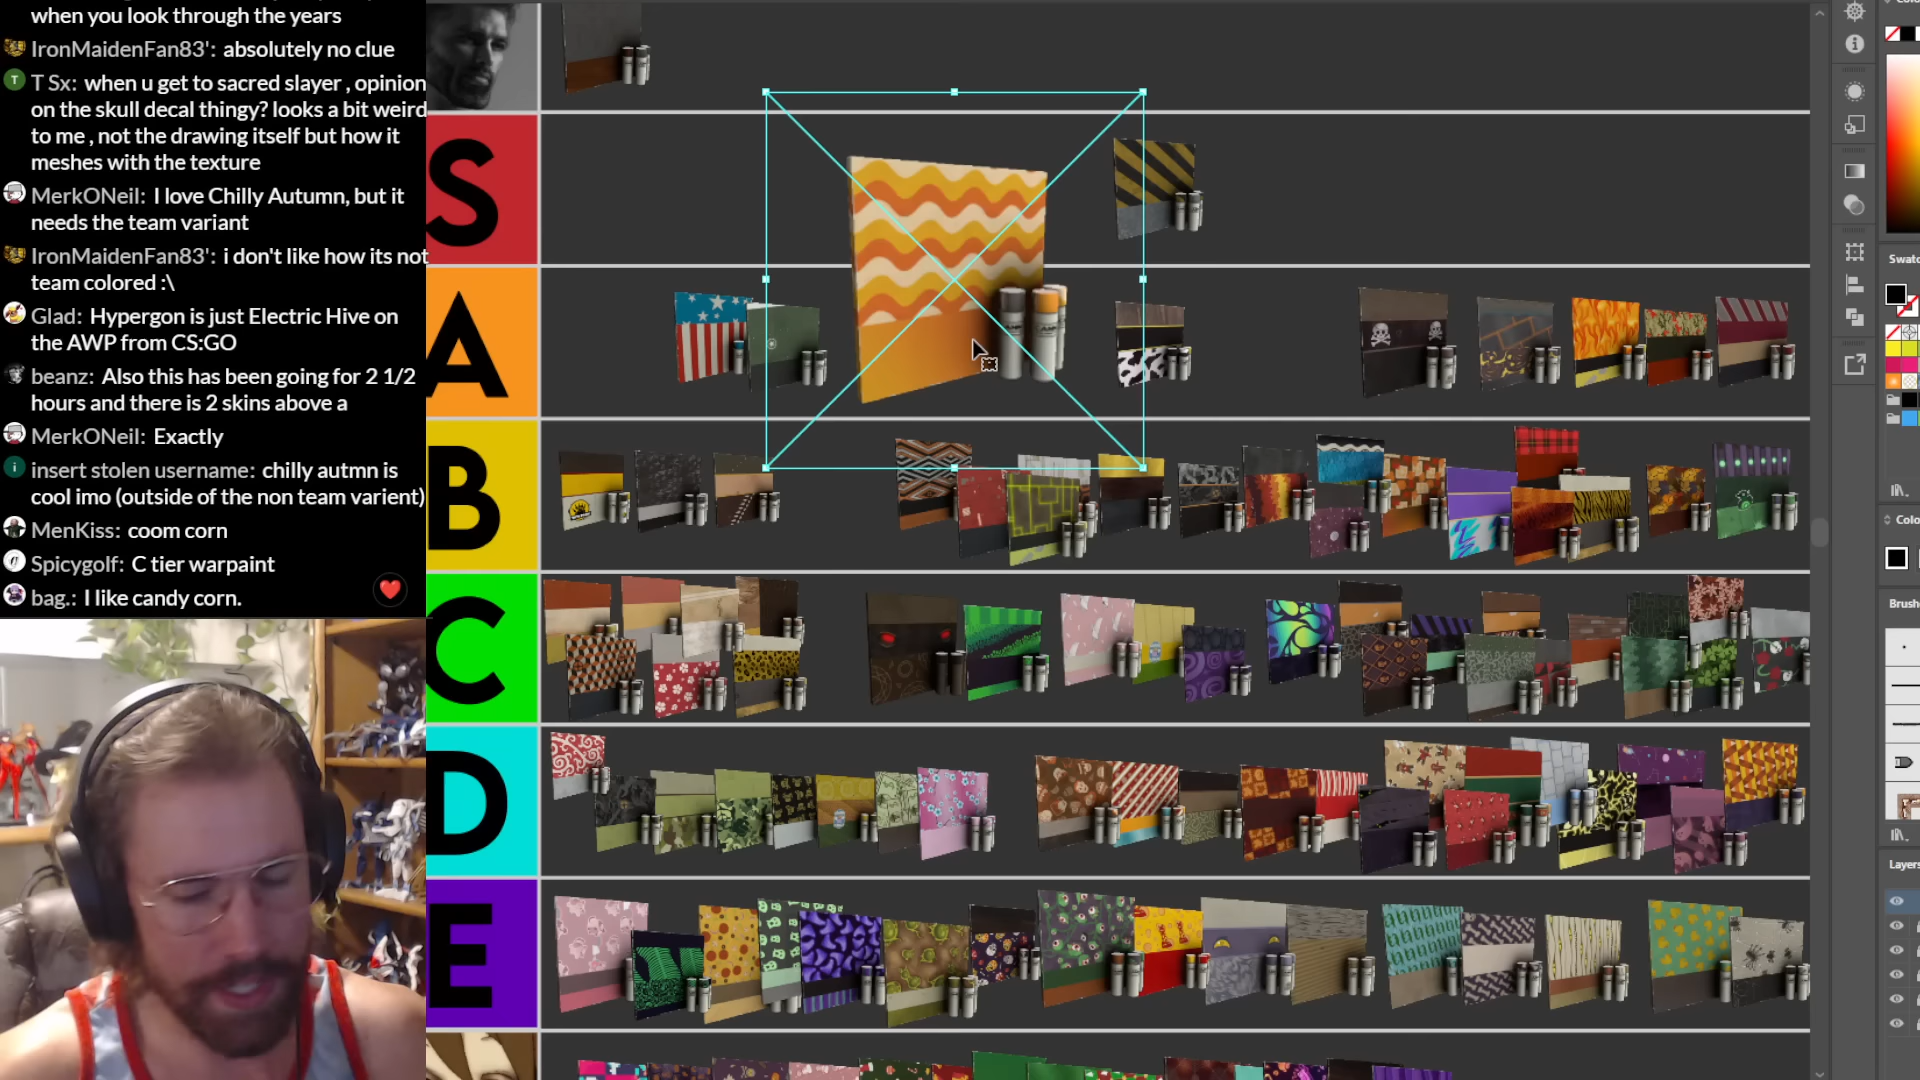 when you look through the years
IronMaidenFan83': absolutely no clue
T Sx: when u get to sacred slayer , opinion
on the skull decal thingy? looks a bit weird
to me , not the drawing itself but how it
meshes with the texture
MerkONeil: I love Chilly Autumn, but it
needs the team variant
IronMaidenFan83': i don't like how its not
team colored :\
Glad: Hypergon is just Electric Hive on
the AWP from CS:GO
beanz: Also this has been going for 2 1/2
hours and there is 2 skins above a
MerkONeil: Exactly
insert stolen username: chilly autmn is
cool imo (outside of the non team varient)
MenKiss: coom corn
Spicygolf: C tier warpaint
bag.: I like candy corn.
S
A
B
C
D
E
Swatc
Colo
Brushe
Layers